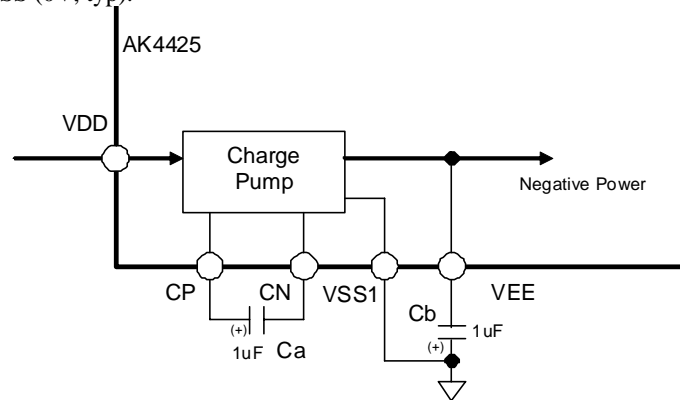 AK4425
VDD
Charge
Pump
Negative Power
CP
CN
VSS1
VEE
Cb
(+)
1uF
1uF
Ca
(+)